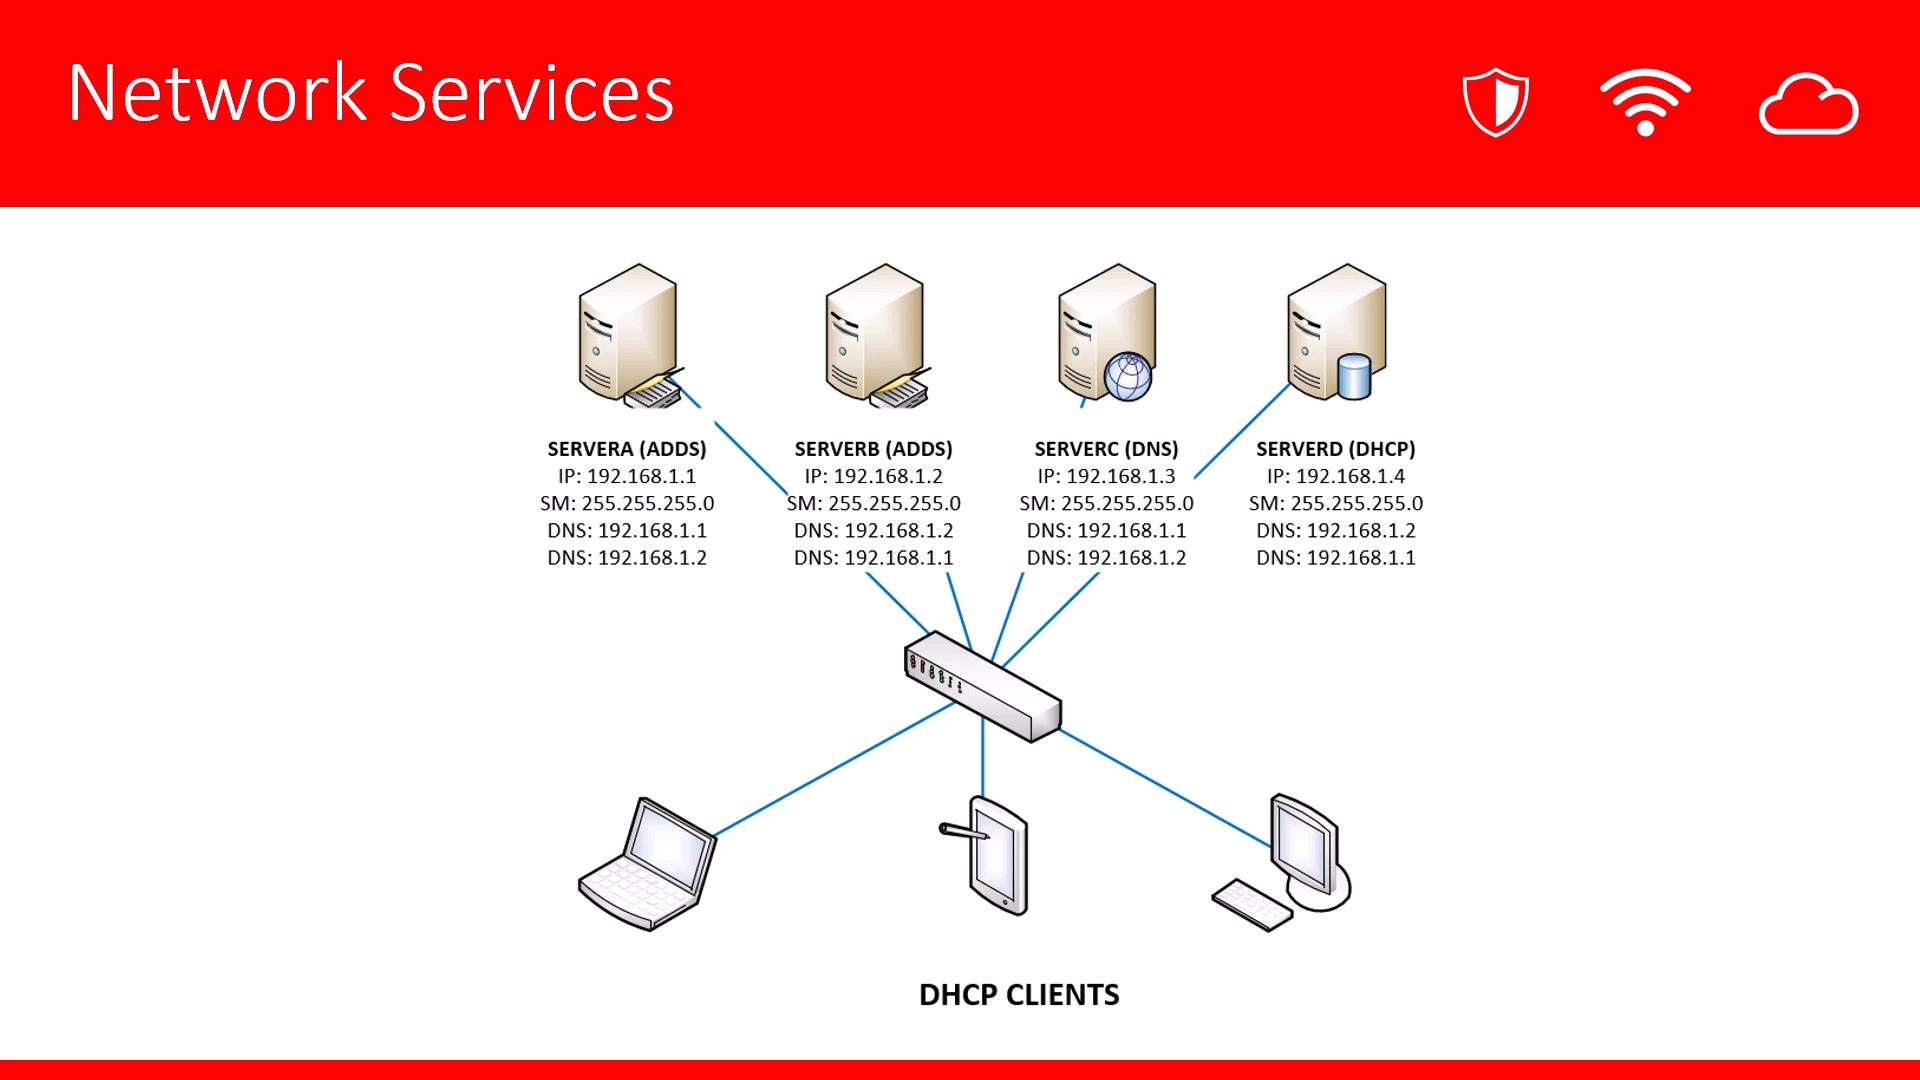 Network Services
SERVERA (ADDS)
IP: 192.168.1.1
SM: 255.255.255.0
DNS: 192.168.1.1
DNS: 192.168.1.2
SERVERB (ADDS)
IP: 192.168.1.2
SM: 255.255.255.0
DNS: 192.168.1.2
DNS: 192.168.1.1
SERVERC (DNS)
IP: 192.168.1.3
SM: 255.255.255.0
DNS: 192.168.1.1
DNS: 192.168.1.2
SERVERD (DHCP)
IP: 192.168.1.4
SM: 255.255.255.0
DNS: 192.168.1.2
DNS: 192.168.1.1
DHCP CLIENTS